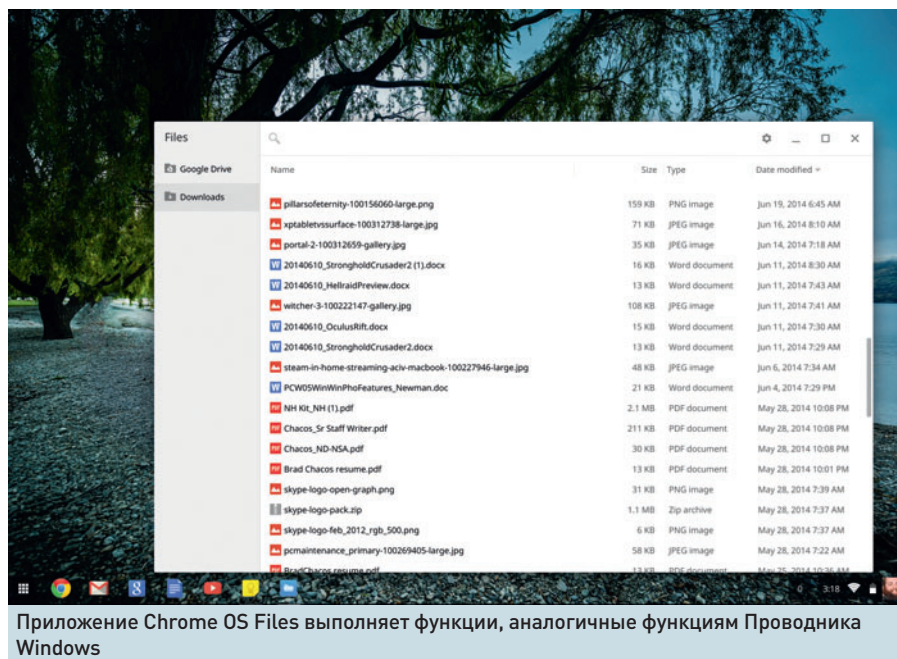 Files
Google Drive
Downloads
Name Size Type Date modified
pillarsofeternity-100156060-large.png 159 KB PNG image Jun 19, 2014 6:45 AM
xptabletvssurface-100312738-large.jpg 71 KB JPEG image Jun 16, 2014 8:10 AM
portal-2-100312659-gallery.jpg 35 KB JPEG image Jun 14, 2014 7:18 AM
20140610_StrongholdCrusader2 (1).docx 16 KB Word document Jun 11, 2014 8:30 AM
20140610_HellraidPreview.docx 13 KB Word document Jun 11, 2014 7:43 AM
witcher-3-100222147-gallery.jpg 108 KB JPEG image Jun 11, 2014 7:41 AM
20140610_OculusRift.docx 15 KB Word document Jun 11, 2014 7:30 AM
20140610_StrongholdCrusader2.docx 13 KB Word document Jun 11, 2014 7:29 AM
steam-in-home-streaming-aciv-macbook-100227946-large.jpg 48 KB JPEG image Jun 6, 2014 7:34 AM
PCW05WinWinPhoFeatures_Newman.doc 21 KB Word document Jun 4, 2014 7:29 PM
NH Kit_NH (1).pdf 2.1 MB PDF document May 28, 2014 10:08 PM
Chacos_Sr Staff Writer.pdf 211 KB PDF document May 28, 2014 10:08 PM
Chacos_ND-NSA.pdf 30 KB PDF document May 28, 2014 10:08 PM
Brad Chacos resume.pdf 13 KB PDF document May 28, 2014 10:01 PM
skype-logo-open-graph.png 31 KB PNG image May 28, 2014 7:39 AM
skype-logo-pack.zip 1.1 MB Zip archive May 28, 2014 7:37 AM
skype-logo-feb_2012_rgb_500.png 6 KB PNG image May 28, 2014 7:37 AM
pcmaintenance_primary-100269405-large.jpg 58 KB JPEG image May 28, 2014 7:22 AM
BradChacos resume.pdf 13 KB PDF document May 25, 2014 10:36 AM
0 3:18
Приложение Chrome OS Files выполняет функции, аналогичные функциям Проводника
Windows